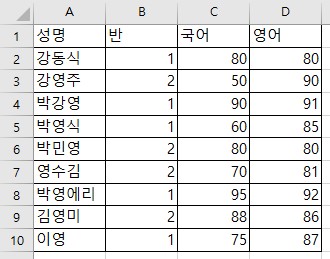 A B C D
1 성명 반 국어 영어
2 강동식 1 80 80
3 강영주 2 50 90
4 박강영 1 90 91
5 박영식 1 60 85
6 박민영 2 80 80
7 영수김 2 70 81
8 박영에리 1 95 92
9 김영미 2 88 86
10 이영 1 75 87